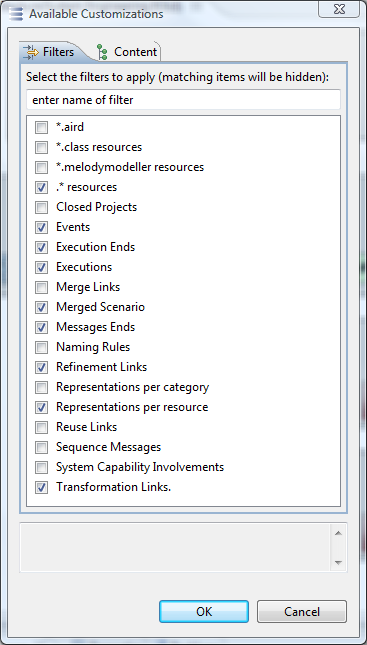 Available Customizations
Filters
Content
Select the filters to apply (matching items will be hidden):
enter name of filter
*.aird
*.class resources
*.melodymodeller resources
.* resources
Closed Projects
Events
Execution Ends
Executions
Merge Links
Merged Scenario
Messages Ends
Naming Rules
Refinement Links
Representations per category
Representations per resource
Reuse Links
Sequence Messages
System Capability Involvements
Transformation Links.
OK
Cancel